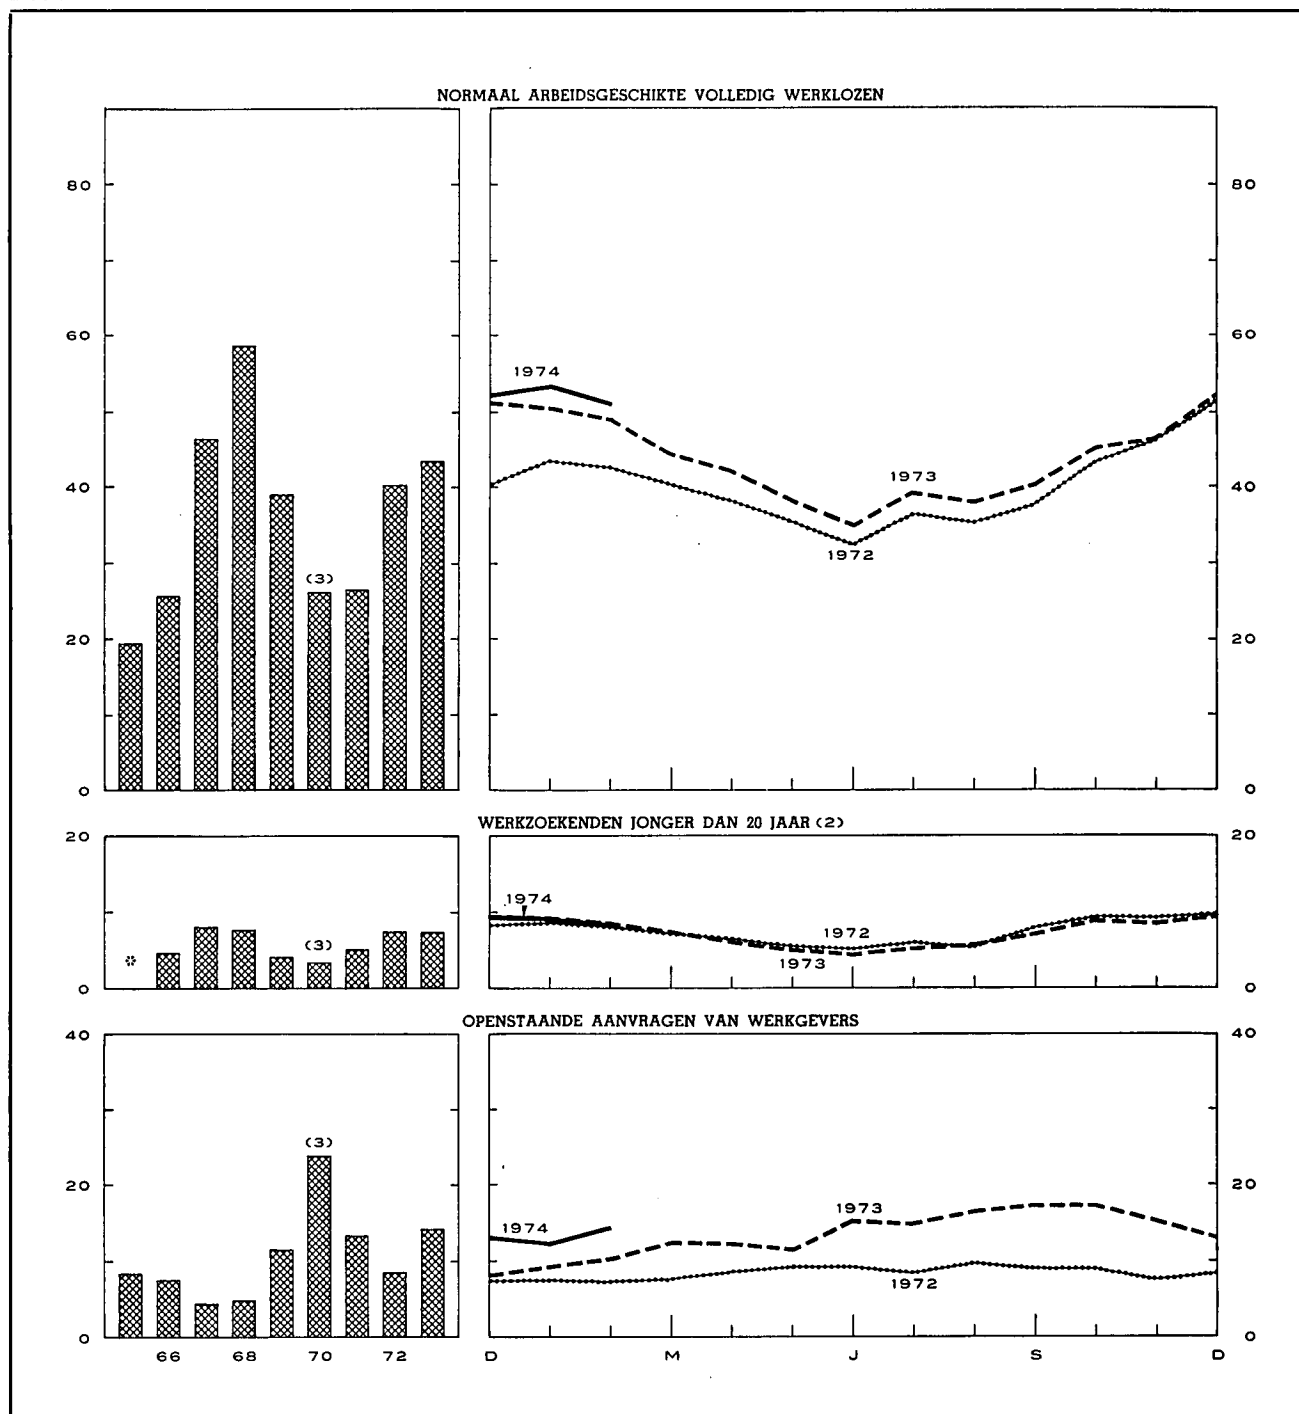 NORMAAL ARBEIDSGESCHIKTE VOLLEDIG WERKLOZEN
80 80
60 60
1974
40 1973 40
1972
(3)
20 20
0 0
WERKZOEKENDEN JONGER DAN 20 JAAR (2)
20 20
1974
(3) 1972
* 1973
0 0
OPENSTAANDE AANVRAGEN VAN WERKGEVERS
40 40
(3)
20 1973 20
1974
1972
0 0
66 68 70 72 D M J S D